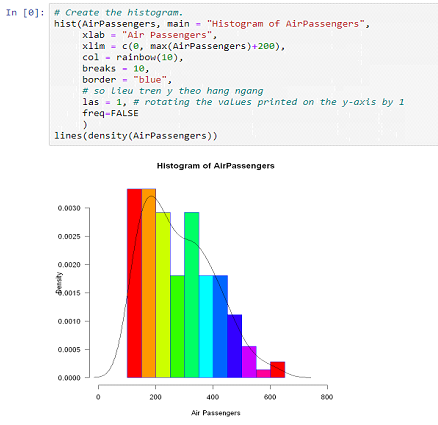 In [0]: # Create the histogram.
hist(AirPassengers, main = "Histogram of AirPassengers",
xlab = "Air Passengers",
xlim = c(0, max(AirPassengers)+200),
col = rainbow(10),
breaks = 10,
border = "blue",
# so lieu tren y theo hang ngang
las = 1, # rotating the values printed on the y-axis by 1
freq=FALSE
)
lines(density(AirPassengers))
Histogram of AirPassengers
Density
0.0030
0.0025
0.0020
0.0015
0.0010
0.0005
0.0000
0 200 400 600 800
Air Passengers